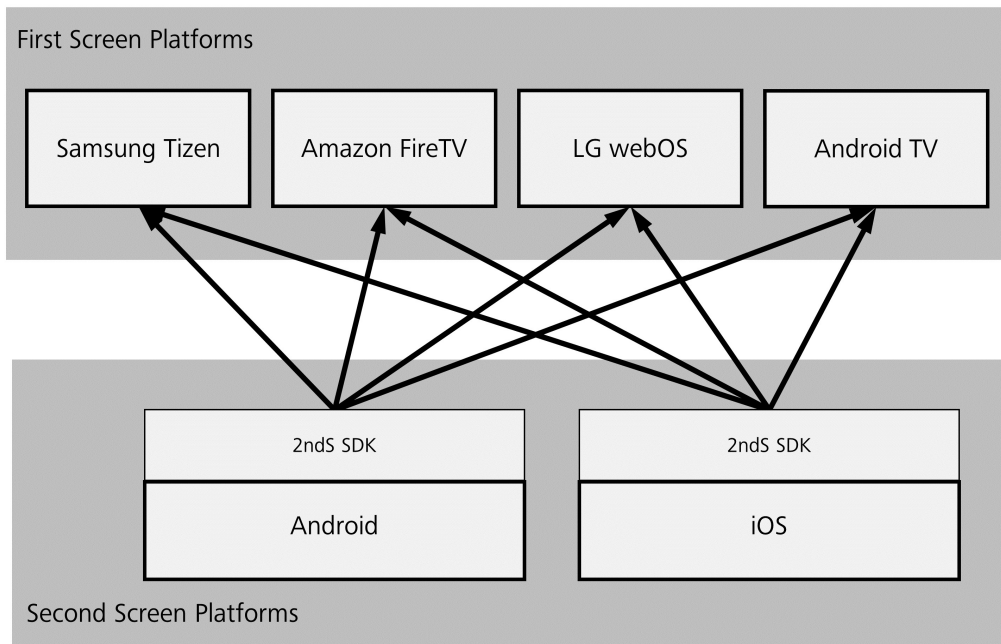 First Screen Platforms
Samsung Tizen
Amazon FireTV
LG webOS
Android TV
2ndS SDK
2ndS SDK
Android
iOS
Second Screen Platforms